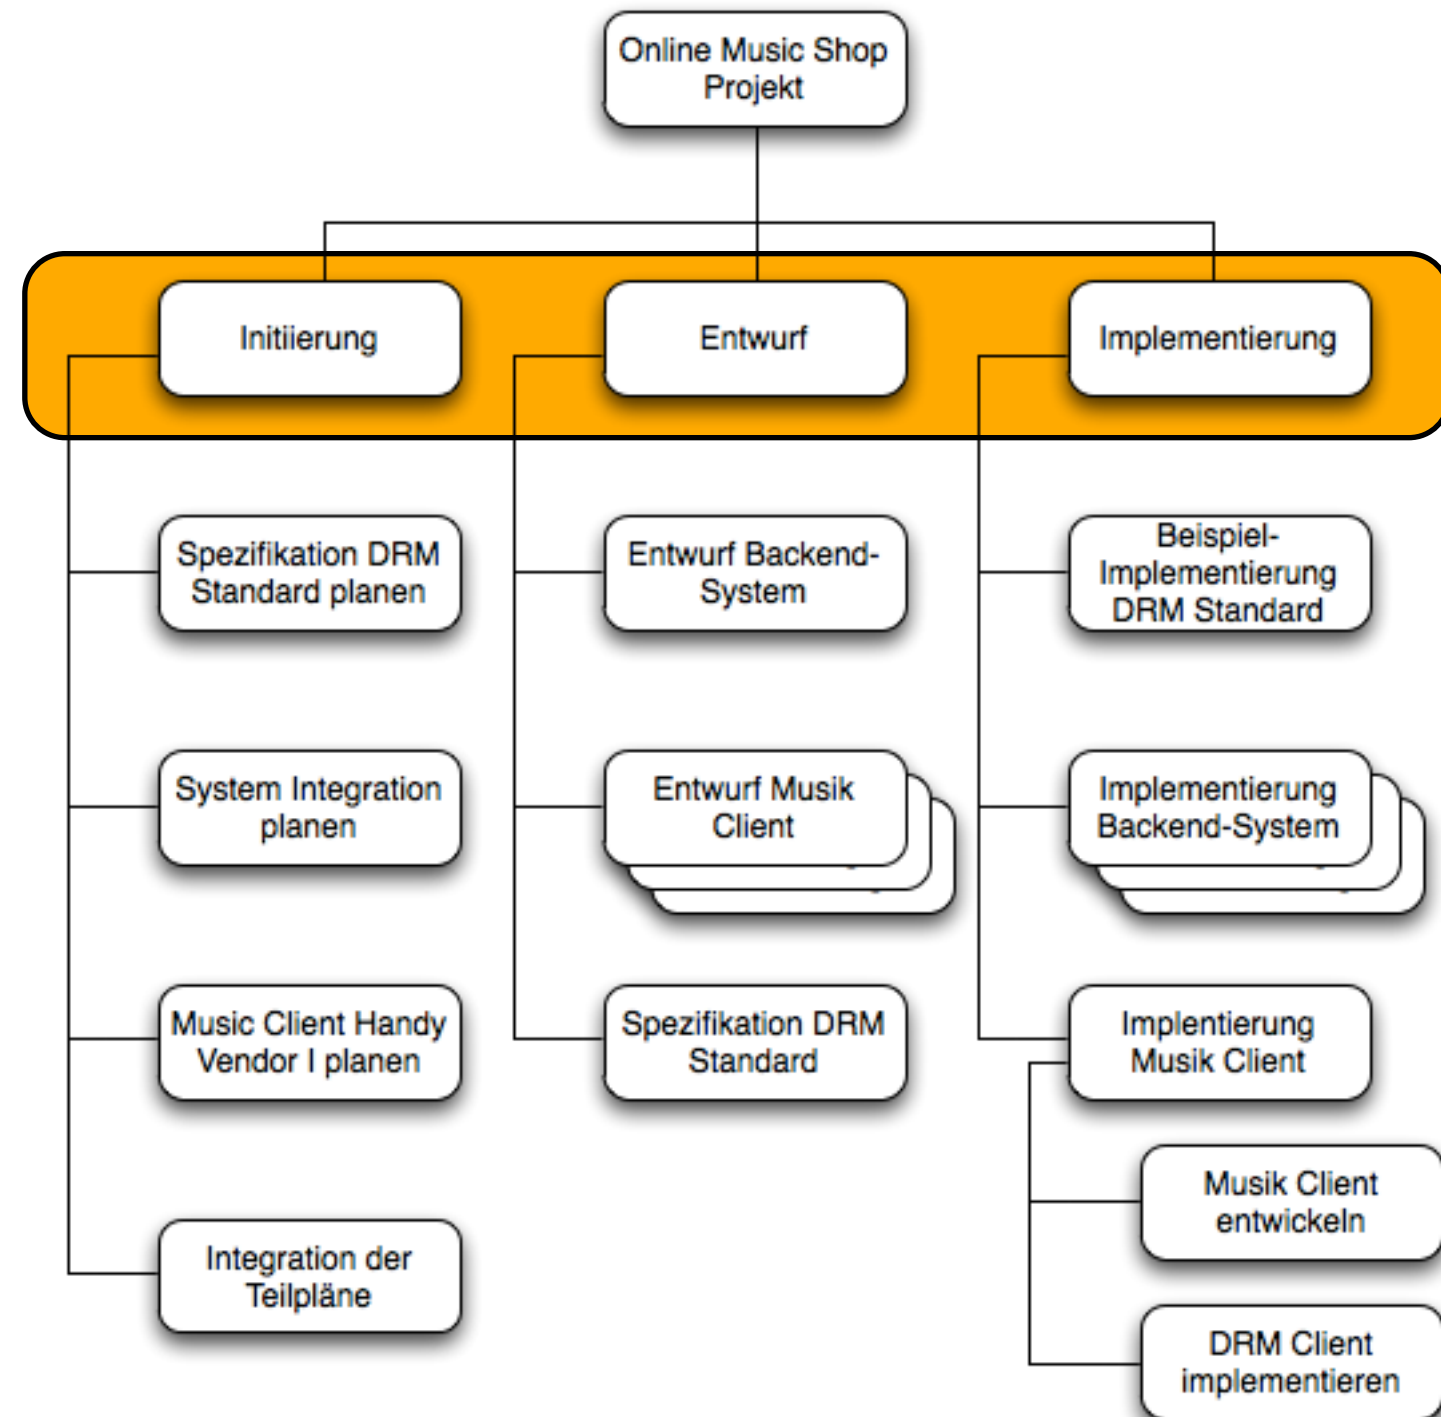 Online Music Shop
Projekt
Initiierung
Entwurf
Implementierung
Spezifikation DRM
Standard planen
Entwurf Backend-
System
Beispiel-
Implementierung
DRM Standard
System Integration
planen
Entwurf Musik
Client
Implementierung
Backend-System
Music Client Handy
Vendor I planen
Spezifikation DRM
Standard
Implentierung
Musik Client
Musik Client
entwickeln
Integration der
Teilpläne
DRM Client
implementieren